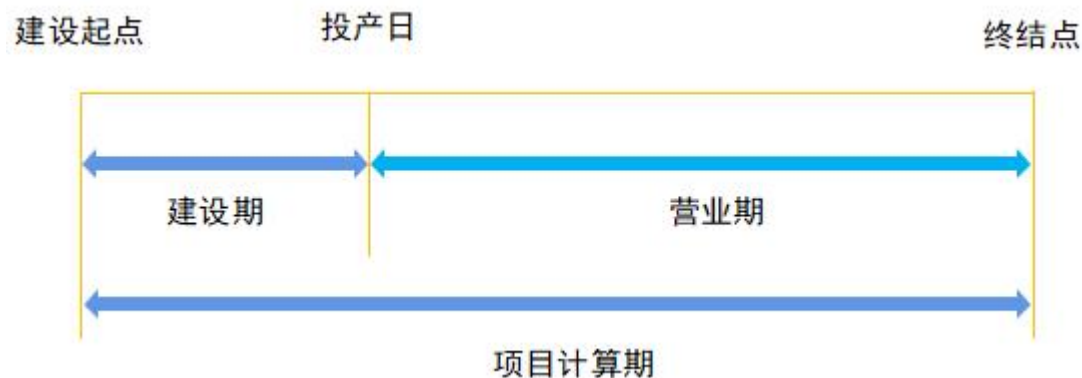 建设起点
投产日
终结点
建设期
营业期
项目计算期